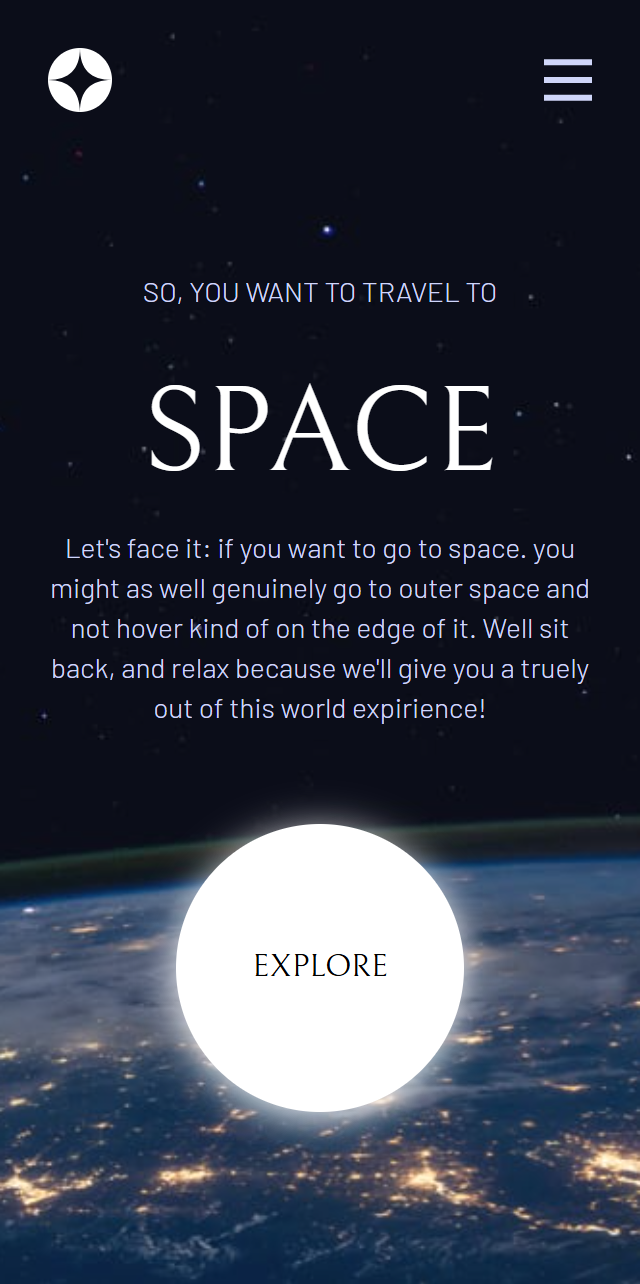 SO, YOU WANT TO TRAVEL TO
SPACE
Let's face it: if you want to go to space. you
might as well genuinely go to outer space and
not hover kind of on the edge of it. Well sit
back, and relax because we'll give you a truely
out of this world expirience!
EXPLORE